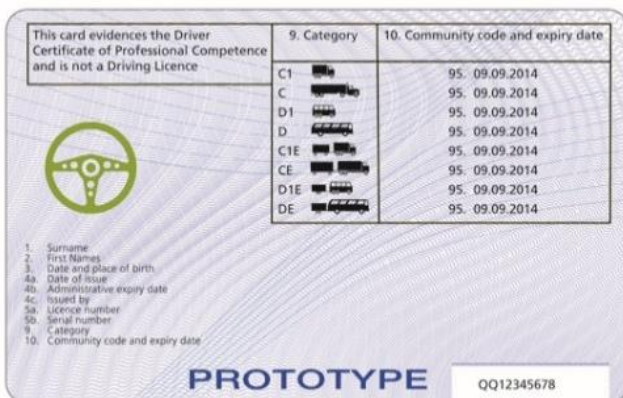 This card evidences the Driver
Certificate of Professional Competence
and is not a Driving Licence
9. Category
10. Community code and expiry date
C1 95. 09.09.2014
C 95. 09.09.2014
D1 95. 09.09.2014
D 95. 09.09.2014
C1E 95. 09.09.2014
CE 95. 09.09.2014
D1E 95. 09.09.2014
DE 95. 09.09.2014
1. Surname
2. First Names
3. Date and place of birth
4a. Date of issue
4b. Administrative expiry date
4c. Issued by
5a. Licence number
5b. Serial number
9. Category
10. Community code and expiry date
PROTOTYPE
QQ12345678